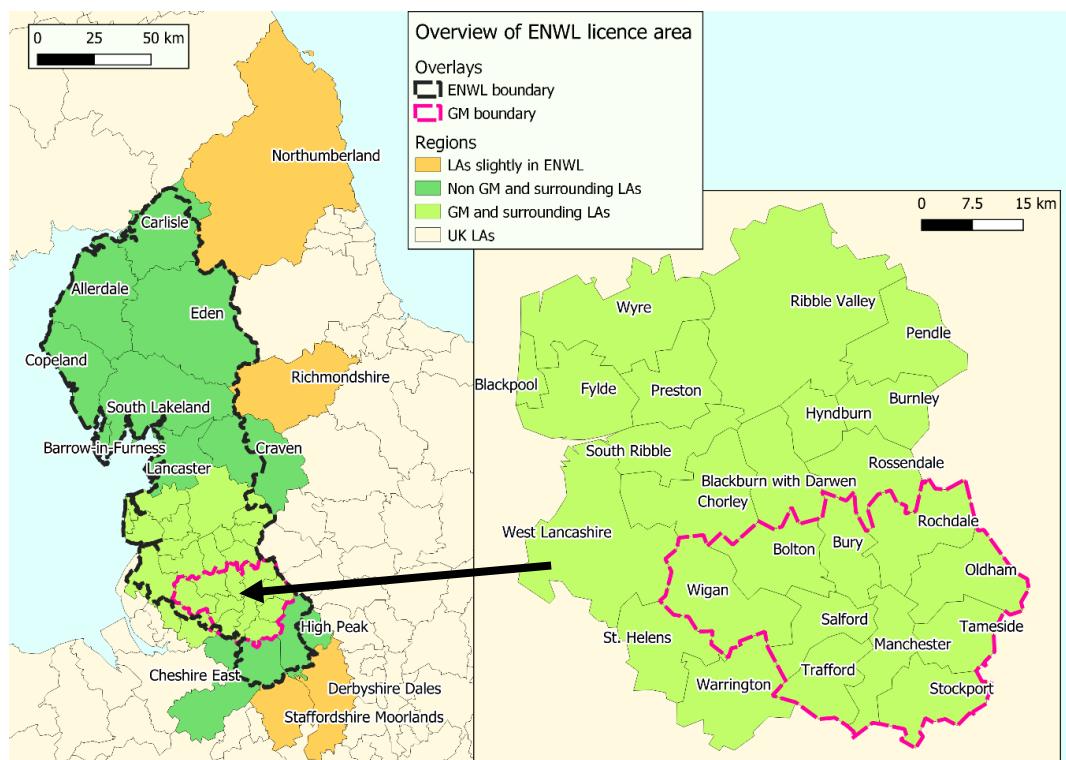 0 25 50 km
Overview of ENWL licence area
Overlays
ENWL boundary
GM boundary
Regions
LAs slightly in ENWL
Non GM and surrounding LAs
GM and surrounding LAs
UK LAs
Northumberland
Carlisle
Allerdale
Eden
Copeland
Richmondshire
South Lakeland
Barrow-in-Furness
Craven
Lancaster
High Peak
Cheshire East
Derbyshire Dales
Staffordshire Moorlands
0 7.5 15 km
Wyre
Ribble Valley
Pendle
Blackpool
Fylde
Preston
Burnley
Hyndburn
South Ribble
Rossendale
Blackburn with Darwen
Chorley
West Lancashire
Rochdale
Bolton
Bury
Oldham
Wigan
Salford
Tameside
St. Helens
Manchester
Trafford
Warrington
Stockport